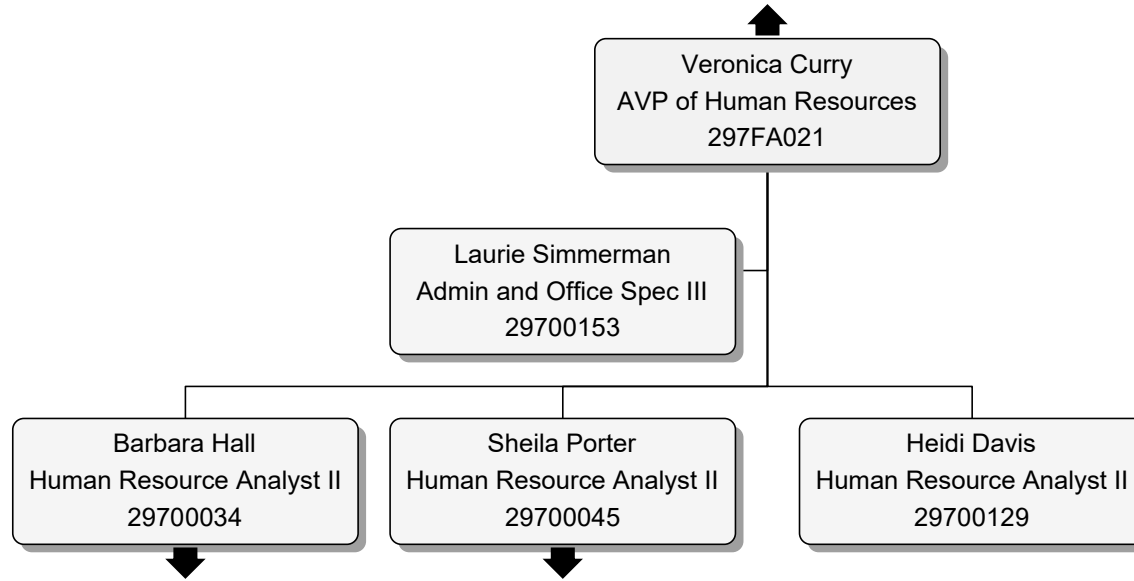 Veronica Curry
AVP of Human Resources
297FA021
Laurie Simmerman
Admin and Office Spec III
29700153
Barbara Hall
Human Resource Analyst II
29700034
Sheila Porter
Human Resource Analyst II
29700045
Heidi Davis
Human Resource Analyst II
29700129